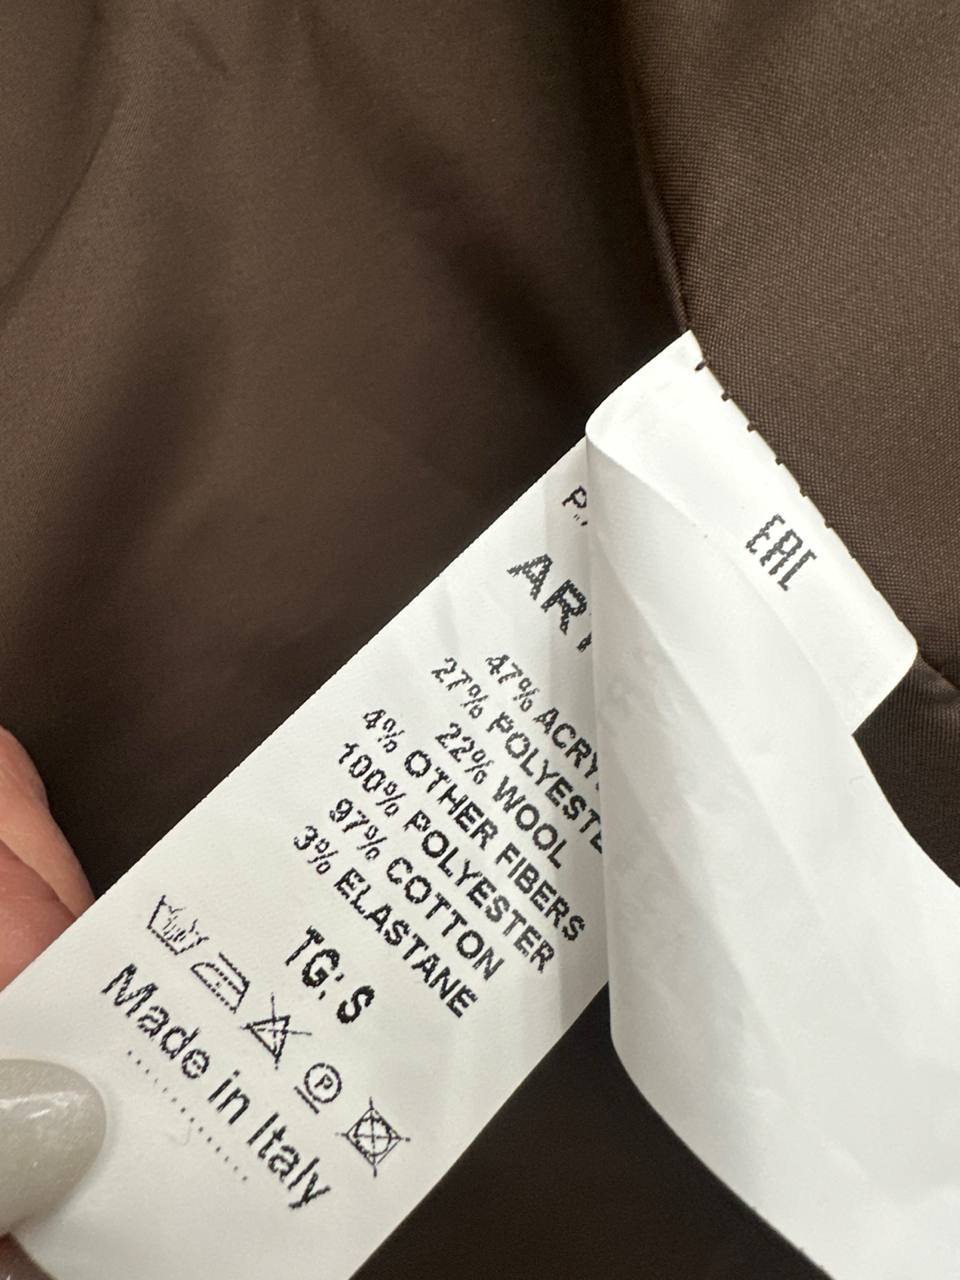 EAC
ART
47% ACRY
27% POLYESTE
22% WOOL
4% OTHER FIBERS
100% POLYESTER
97% COTTON
3% ELASTANE
TG: S
P
Made in Italy